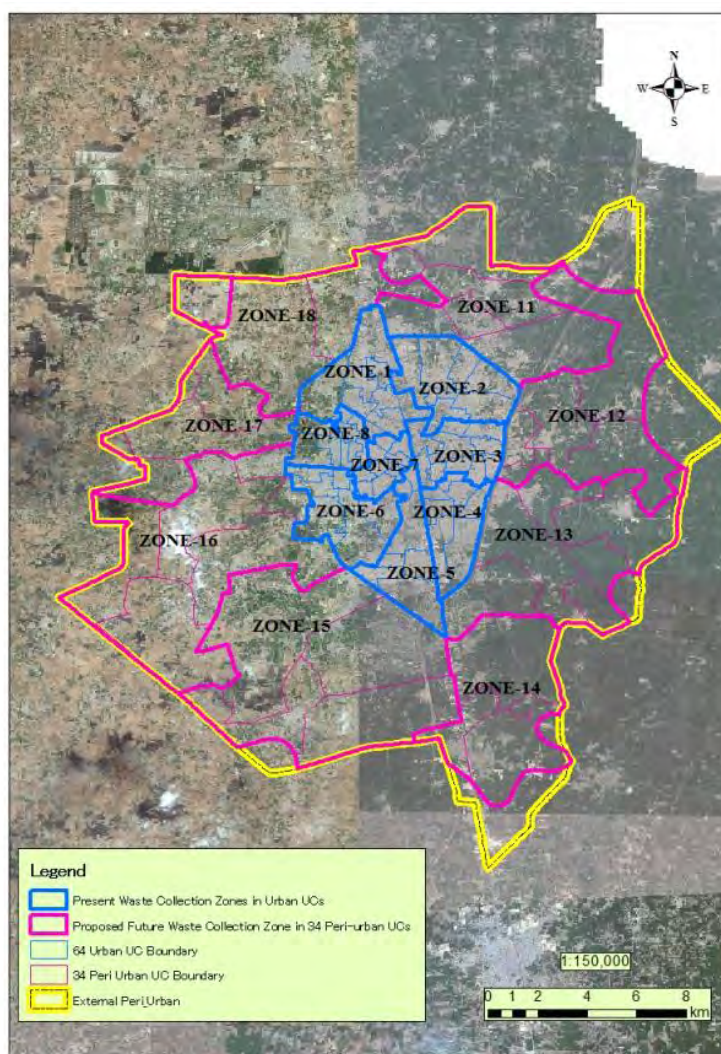 N
W E
S
ZONE-18
ZONE-11
ZONE-1
ZONE-2
ZONE-12
ZONE-17
ZONE-8
ZONE-7
ZONE-3
ZONE-6
ZONE-4
ZONE-16
ZONE-13
ZONE-5
ZONE-15
ZONE-14
Legend
Present Waste Collection Zones in Urban UCs
Proposed Future Waste Collection Zone in 34 Peri-urban UCs
64 Urban UC Boundary
34 Peri Urban UC Boundary
External Peri_Urban
1:150,000
0 1 2 4 6 8
km